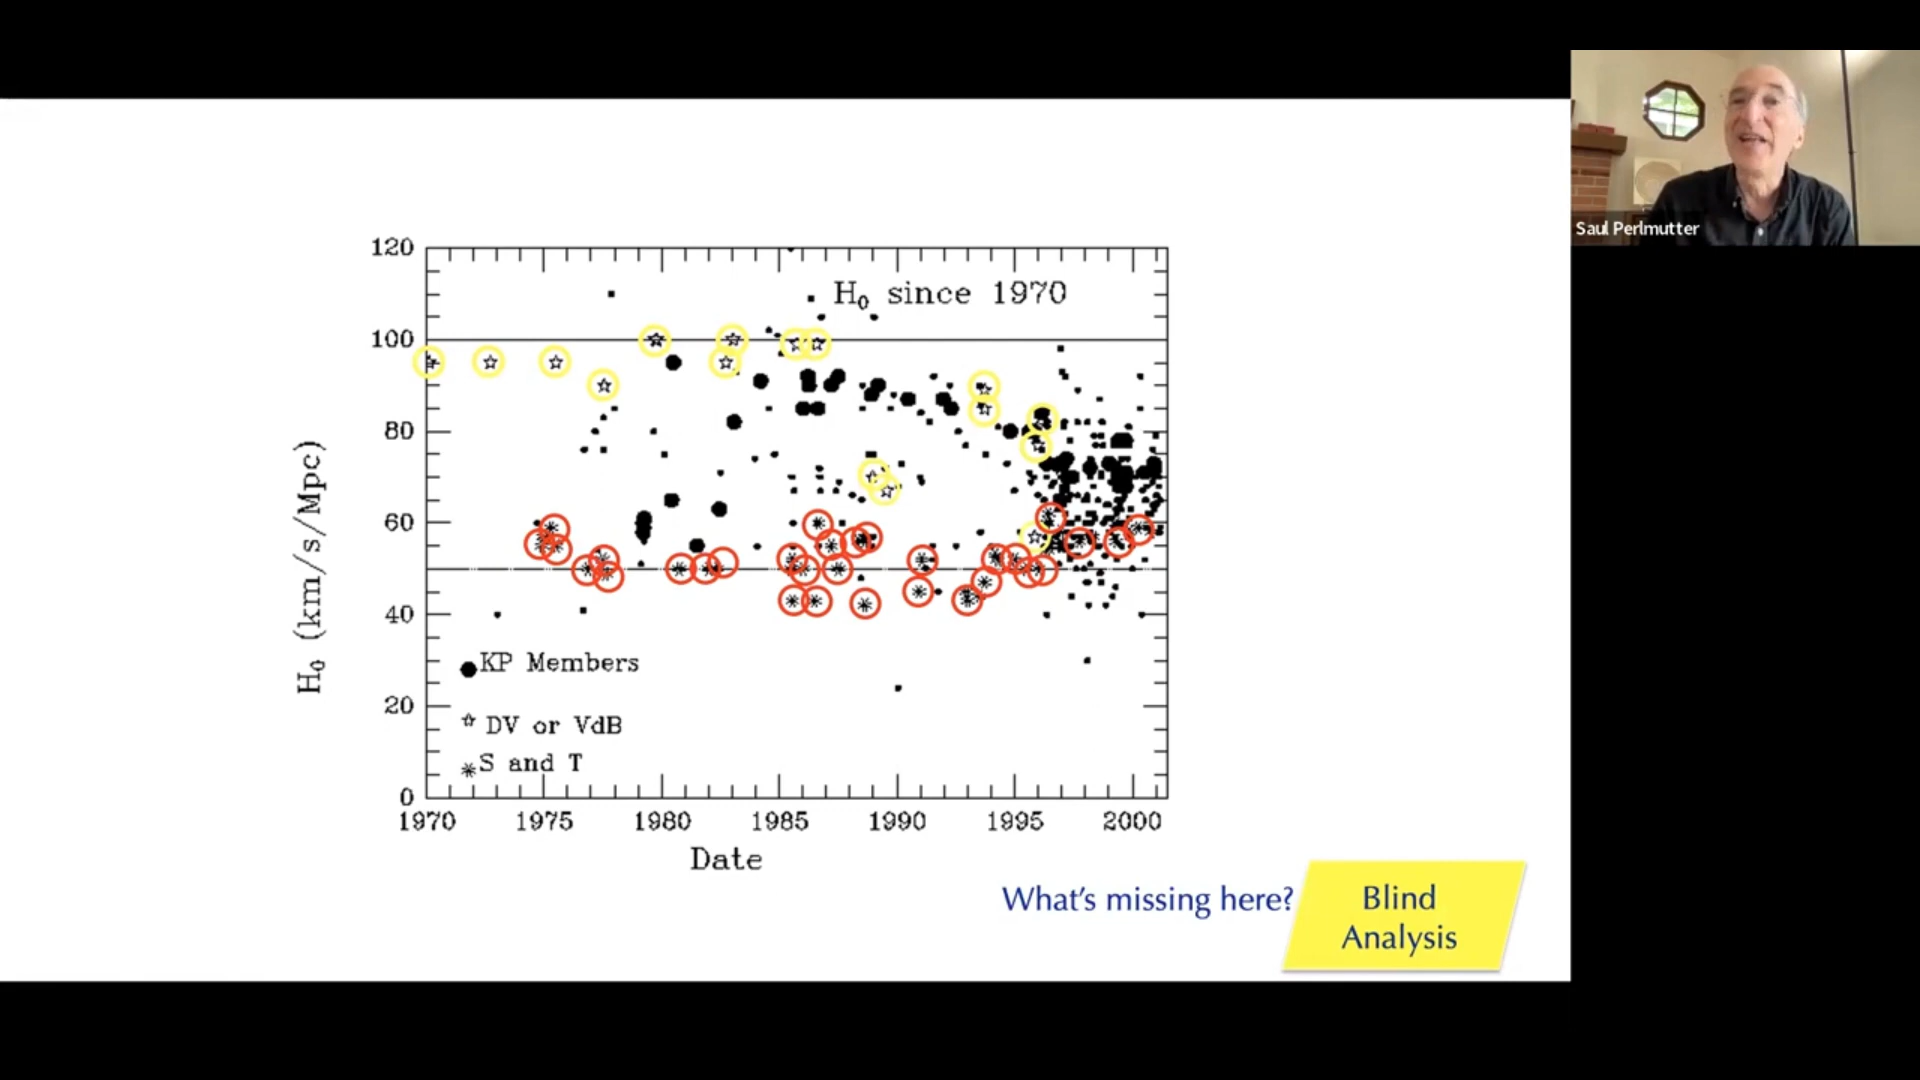 Saul Perlmutter
H₀ since 1970
120
100
80
60
40
20
0
H₀ (km/s/Mpc)
KP Members
DV or VdB
S and T
1970 1975 1980 1985 1990 1995 2000
Date
What's missing here?
Blind
Analysis